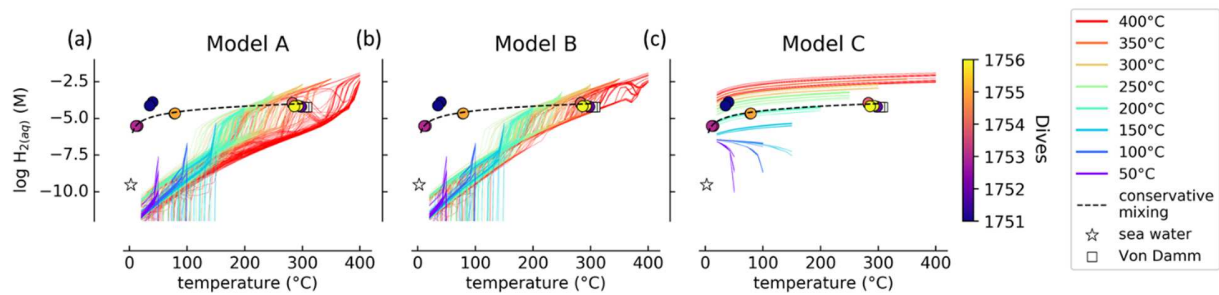 (a)
Model A
(b)
Model B
(c)
Model C
log H2(aq) (M)
−2.5
−5.0
−7.5
−10.0
0
100
200
300
400
temperature (°C)
0
100
200
300
400
temperature (°C)
0
100
200
300
400
temperature (°C)
1756
1755
1754
1753
1752
1751
Dives
400°C
350°C
300°C
250°C
200°C
150°C
100°C
50°C
conservative
mixing
sea water
Von Damm